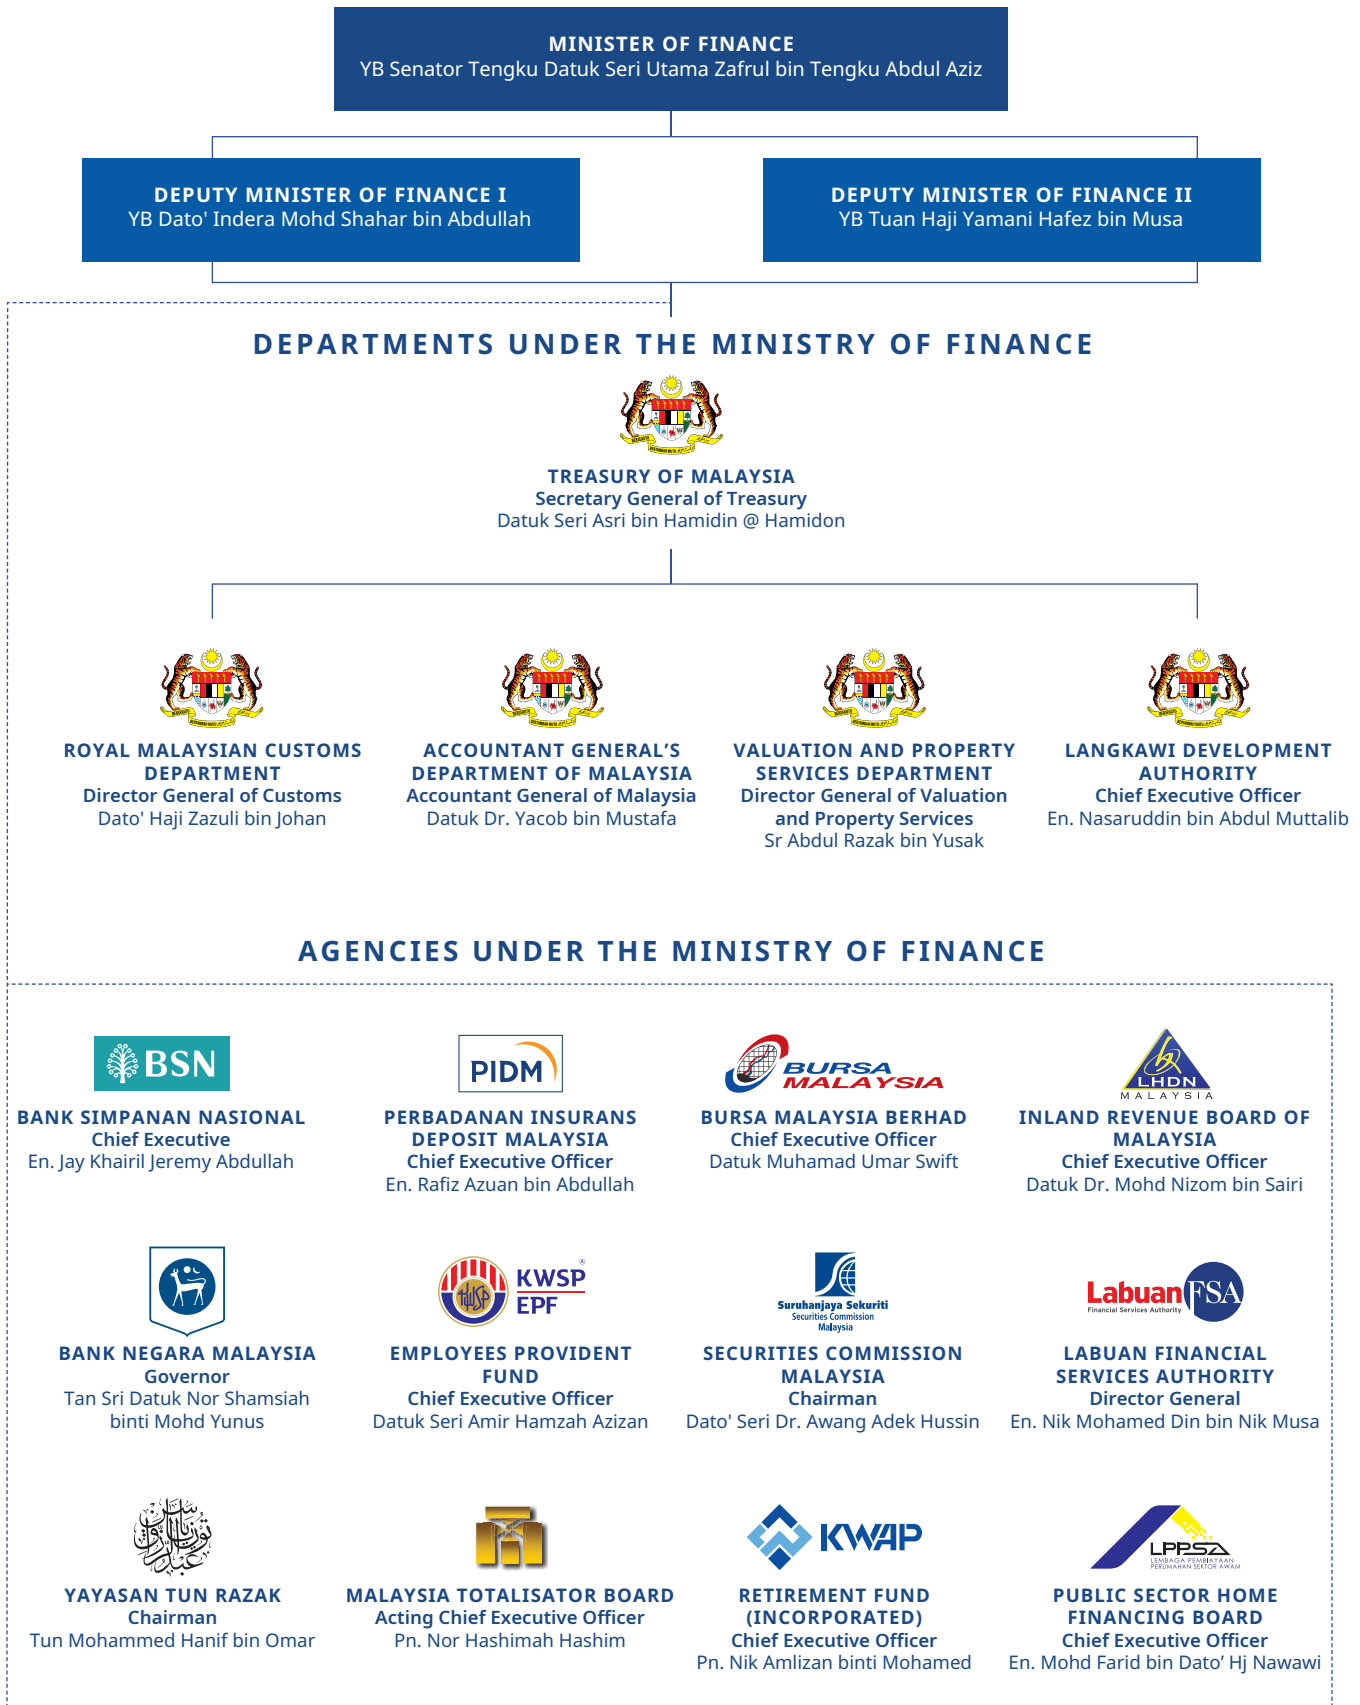 MINISTER OF FINANCE
YB Senator Tengku Datuk Seri Utama Zafrul bin Tengku Abdul Aziz
DEPUTY MINISTER OF FINANCE I
YB Dato' Indera Mohd Shahar bin Abdullah
DEPUTY MINISTER OF FINANCE II
YB Tuan Haji Yamani Hafez bin Musa
DEPARTMENTS UNDER THE MINISTRY OF FINANCE
TREASURY OF MALAYSIA
Secretary General of Treasury
Datuk Seri Asri bin Hamidin @ Hamidon
ROYAL MALAYSIAN CUSTOMS
DEPARTMENT
Director General of Customs
Dato' Haji Zazuli bin Johan
ACCOUNTANT GENERAL’S
DEPARTMENT OF MALAYSIA
Accountant General of Malaysia
Datuk Dr. Yacob bin Mustafa
VALUATION AND PROPERTY
SERVICES DEPARTMENT
Director General of Valuation
and Property Services
Sr Abdul Razak bin Yusak
LANGKAWI DEVELOPMENT
AUTHORITY
Chief Executive Officer
En. Nasaruddin bin Abdul Muttalib
AGENCIES UNDER THE MINISTRY OF FINANCE
BSN
BANK SIMPANAN NASIONAL
Chief Executive
En. Jay Khairil Jeremy Abdullah
PIDM
PERBADANAN INSURANS
DEPOSIT MALAYSIA
Chief Executive Officer
En. Rafiz Azuan bin Abdullah
BURSA
MALAYSIA
BURSA MALAYSIA BERHAD
Chief Executive Officer
Datuk Muhamad Umar Swift
LHDN
MALAYSIA
INLAND REVENUE BOARD OF
MALAYSIA
Chief Executive Officer
Datuk Dr. Mohd Nizom bin Sairi
BANK NEGARA MALAYSIA
Governor
Tan Sri Datuk Nor Shamsiah
binti Mohd Yunus
KWSP
KWSP
EPF
®
EMPLOYEES PROVIDENT
FUND
Chief Executive Officer
Datuk Seri Amir Hamzah Azizan
Suruhanjaya Sekuriti
Securities Commission
Malaysia
SECURITIES COMMISSION
MALAYSIA
Chairman
Dato' Seri Dr. Awang Adek Hussin
Labuan FSA
Financial Services Authority
LABUAN FINANCIAL
SERVICES AUTHORITY
Director General
En. Nik Mohamed Din bin Nik Musa
YAYASAN TUN RAZAK
Chairman
Tun Mohammed Hanif bin Omar
MALAYSIA TOTALISATOR BOARD
Acting Chief Executive Officer
Pn. Nor Hashimah Hashim
KWAP
RETIREMENT FUND
(INCORPORATED)
Chief Executive Officer
Pn. Nik Amlizan binti Mohamed
LPPSA
LEMBAGA PEMBIAYAAN
PERUMAHAN SEKTOR AWAM
PUBLIC SECTOR HOME
FINANCING BOARD
Chief Executive Officer
En. Mohd Farid bin Dato’ Hj Nawawi